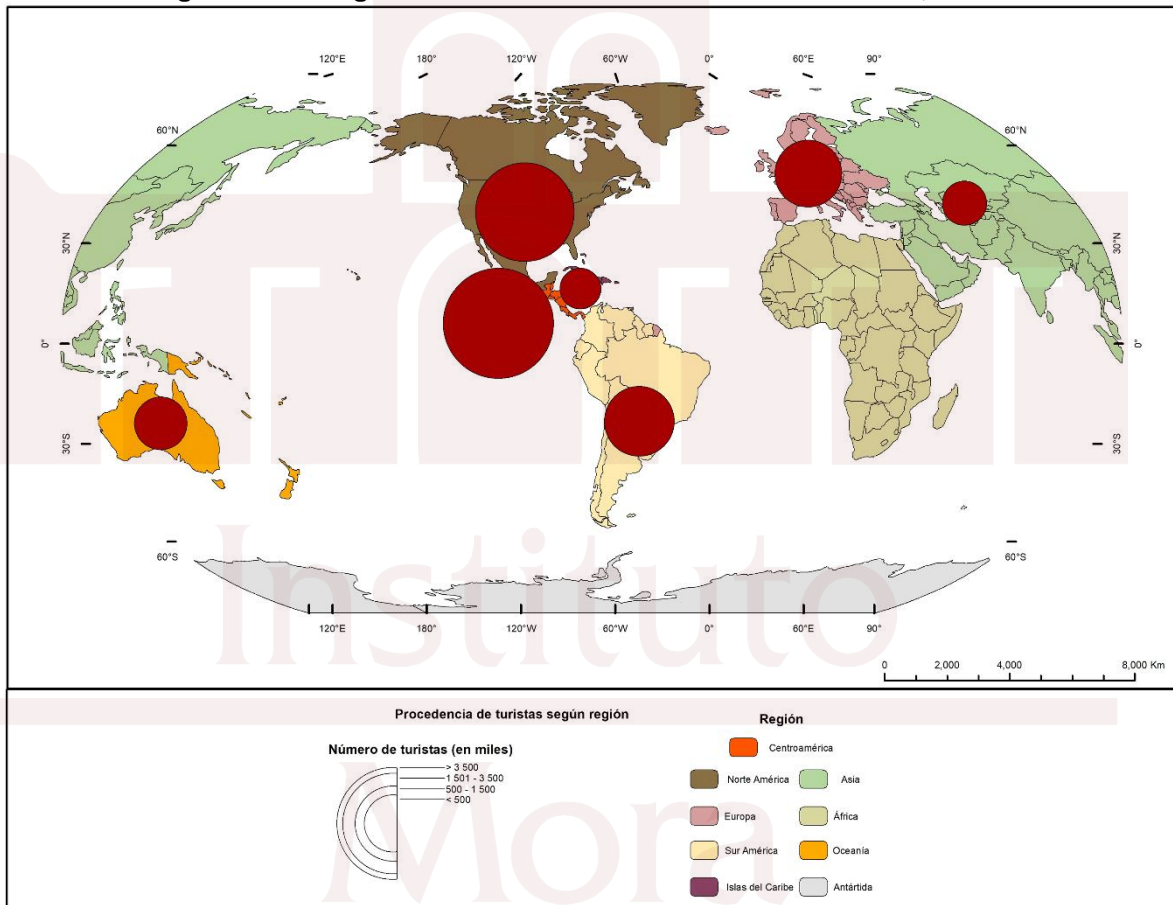 120°E 180° 120°W 60°W 0° 60°E 90°
60°N 60°N
30°N 30°N
0° 0°
30°S 30°S
60°S 60°S
120°E 180° 120°W 60°W 0° 60°E 90°
0 2,000 4,000 8,000 Km
Procedencia de turistas según región
Número de turistas (en miles)
> 3 500
1 501 - 3 500
500 - 1 500
< 500
Región
Centroamérica
Norte América Asia
Europa África
Sur América Oceanía
Islas del Caribe Antártida
Instituto
Mora